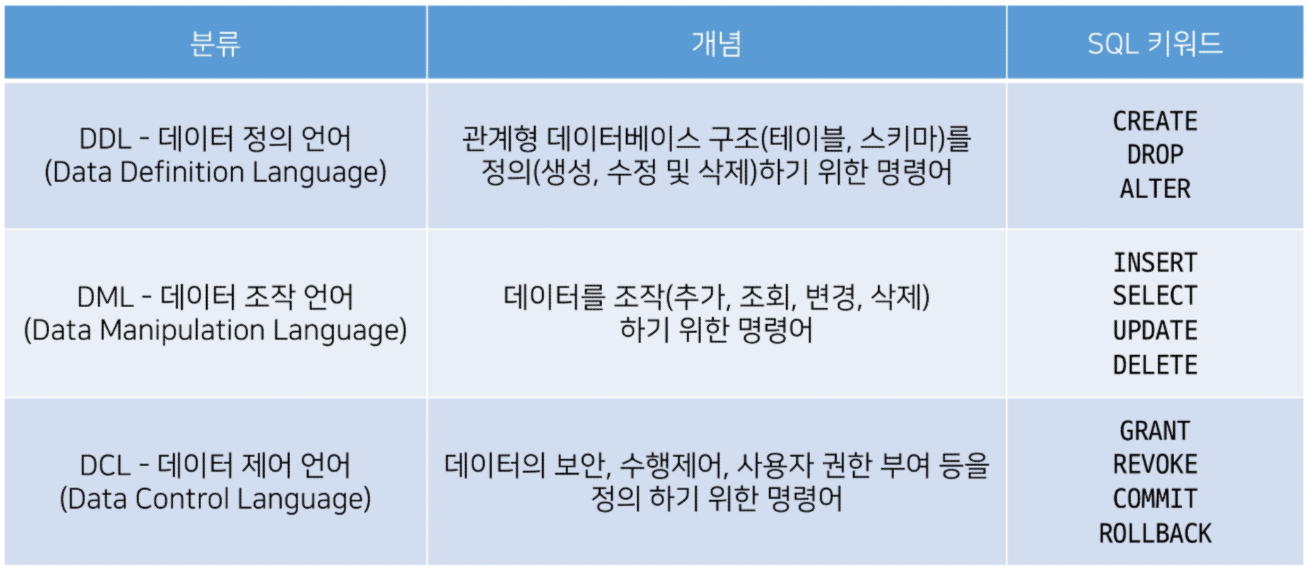 분류
개념
SQL 키워드
DDL - 데이터 정의 언어
(Data Definition Language)
관계형 데이터베이스 구조(테이블, 스키마)를
정의(생성, 수정 및 삭제)하기 위한 명령어
CREATE
DROP
ALTER
DML - 데이터 조작 언어
(Data Manipulation Language)
데이터를 조작(추가, 조회, 변경, 삭제)
하기 위한 명령어
INSERT
SELECT
UPDATE
DELETE
DCL - 데이터 제어 언어
(Data Control Language)
데이터의 보안, 수행제어, 사용자 권한 부여 등을
정의 하기 위한 명령어
GRANT
REVOKE
COMMIT
ROLLBACK